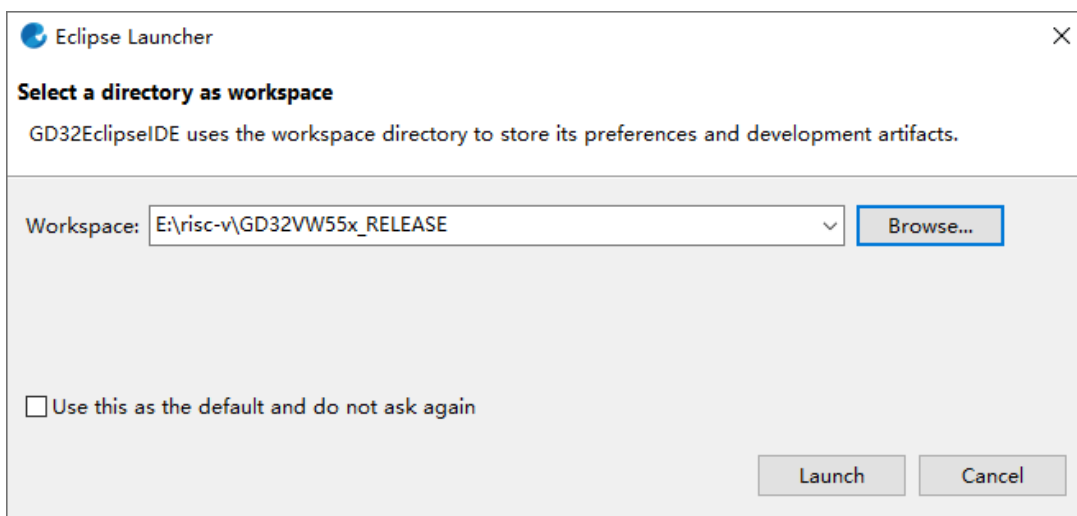 Eclipse Launcher
Select a directory as workspace
GD32EclipseIDE uses the workspace directory to store its preferences and development artifacts.
Workspace: E:\risc-v\GD32VW55x_RELEASE Browse...
Use this as the default and do not ask again
Launch Cancel